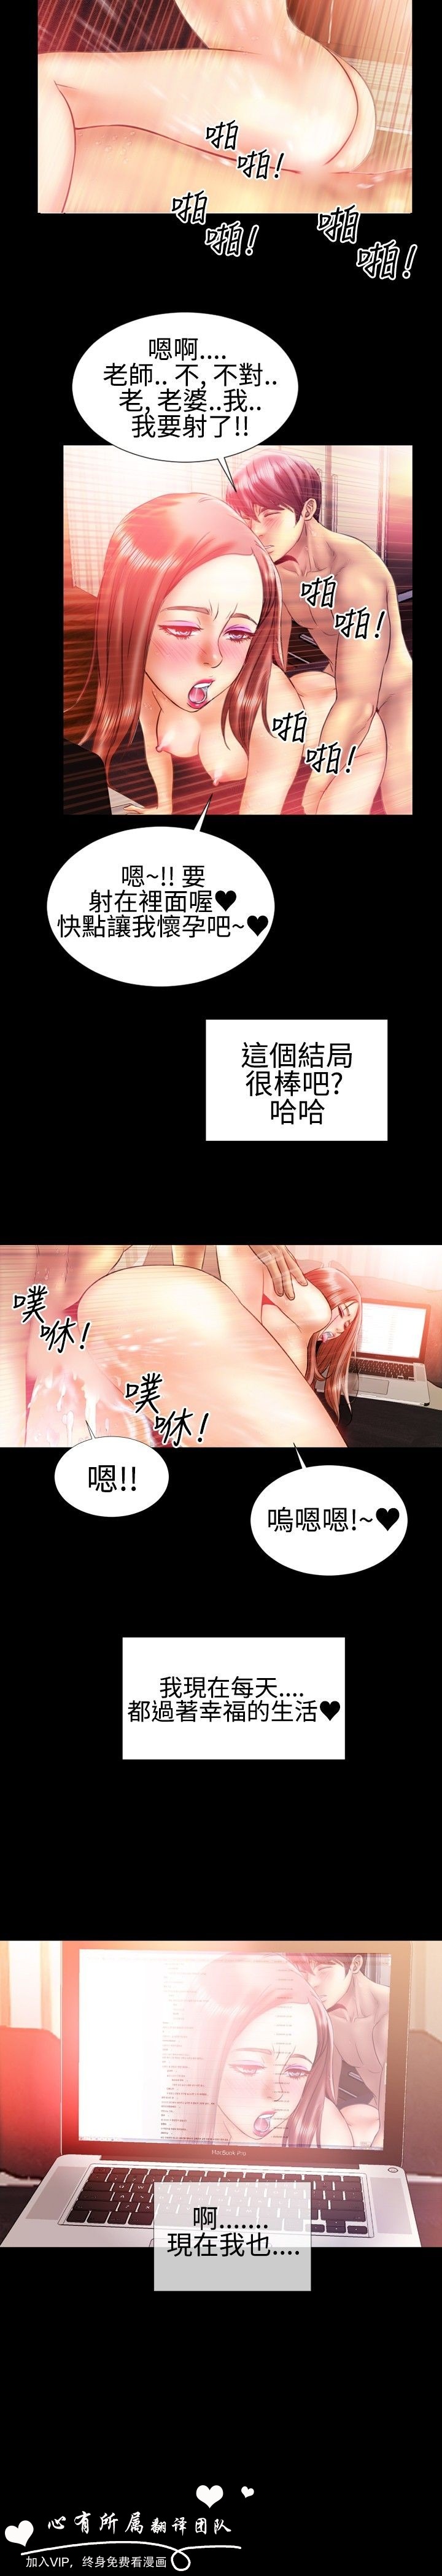 啪
啪!
啪
啪!
啪
啪!
嗯啊....
老師.. 不, 不對..
老, 老婆..我..
我要射了!!
啪
啪!
啪
啪!
嗯~!! 要
射在裡面喔♥
快點讓我懷孕吧~♥
這個結局
很棒吧?
哈哈
噗
咻!
噗
咻!
嗯!!
嗚嗯嗯!~♥
我現在每天....
都過著幸福的生活♥
MacBook Pro
啊.......
現在我也....
心有所属翻译团队
加入VIP，终身免费看漫画